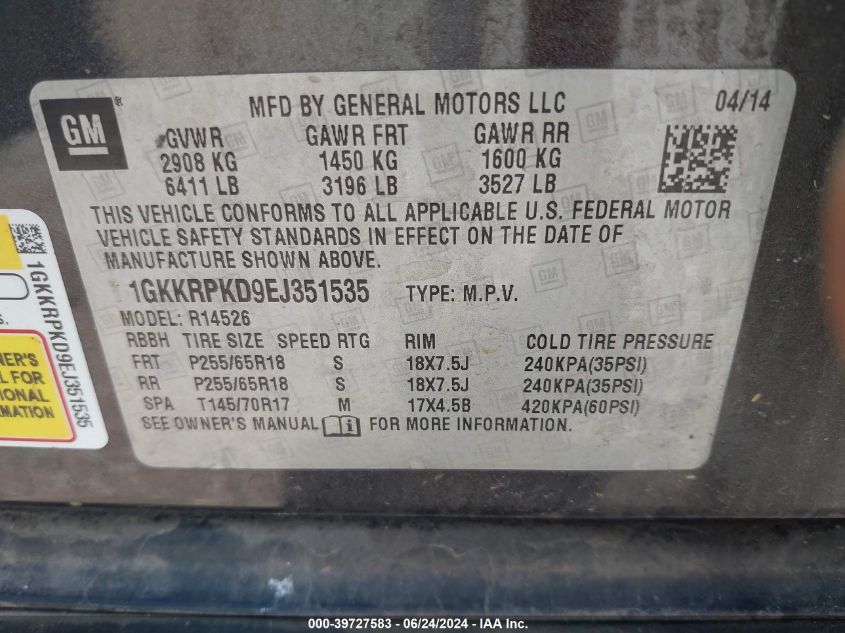 GM ®
MFD BY GENERAL MOTORS LLC 04/14
GVWR GAWR FRT GAWR RR
2908 KG 1450 KG 1600 KG
6411 LB 3196 LB 3527 LB
THIS VEHICLE CONFORMS TO ALL APPLICABLE U.S. FEDERAL MOTOR
VEHICLE SAFETY STANDARDS IN EFFECT ON THE DATE OF
MANUFACTURE SHOWN ABOVE.
1GKKRPKD9EJ351535 TYPE: M.P.V.
MODEL: R14526
RBBH TIRE SIZE SPEED RTG RIM COLD TIRE PRESSURE
FRT P255/65R18 S 18X7.5J 240KPA(35PSI)
RR P255/65R18 S 18X7.5J 240KPA(35PSI)
SPA T145/70R17 M 17X4.5B 420KPA(60PSI)
SEE OWNER'S MANUAL i FOR MORE INFORMATION.
1GKKRPKD9EJ351535
S.
NER'S
L FOR
IONAL
RMATION
000-39727583 - 06/24/2024 - IAA Inc.